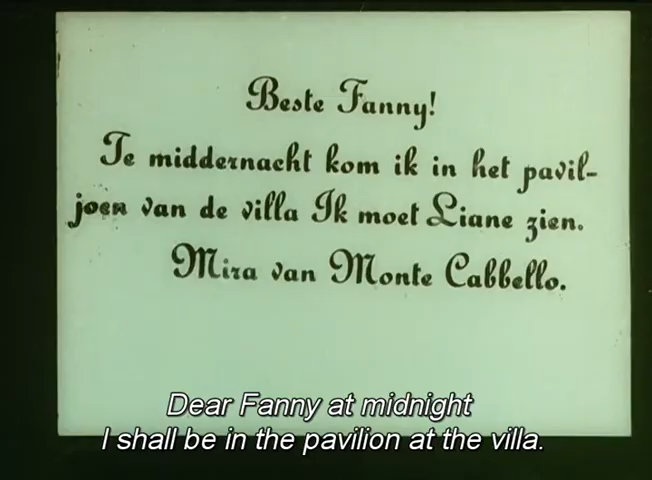 Beste Fanny!
Te middernacht kom ik in het pavil-
joen van de villa Ik moet Liane zien.
Mira van Monte Cabbello.
Dear Fanny at midnight
I shall be in the pavilion at the villa.